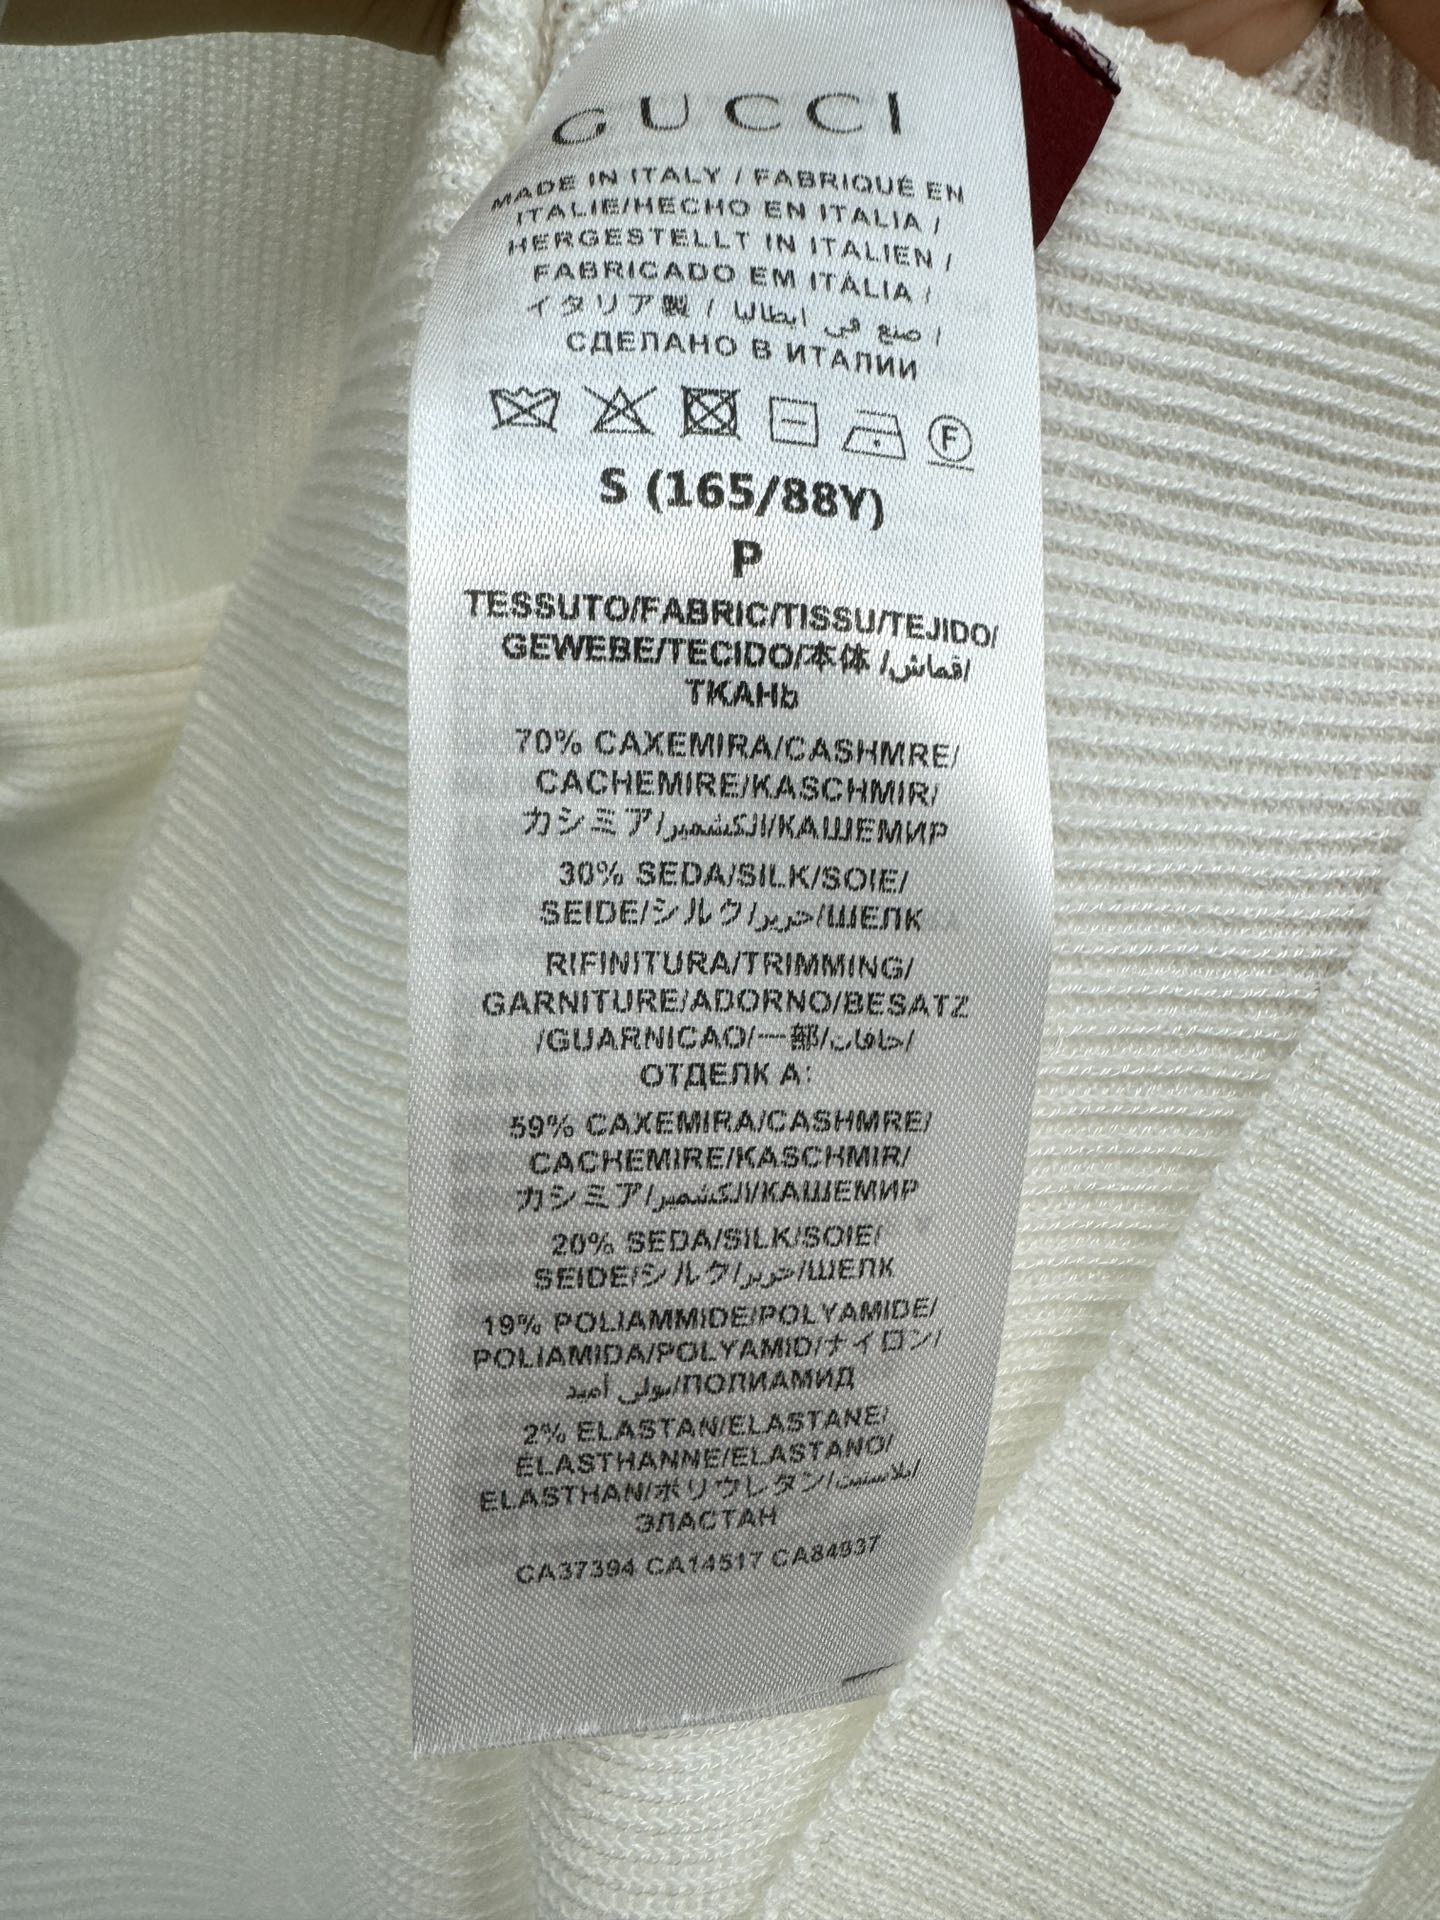 GUCCI
MADE IN ITALY / FABRIQUÉ EN
ITALIE/HECHO EN ITALIA /
HERGESTELLT IN ITALIEN /
FABRICADO EM ITÁLIA /
イタリア製 / صنع في ايطاليا /
СДЕЛАНО В ИТАЛИИ
F
S (165/88Y)
P
TESSUTO/FABRIC/TISSU/TEJIDO/
GEWEBE/TECIDO/本体 /قماش/
ТКАНЬ
70% CAXEMIRA/CASHMRE/
CACHEMIRE/KASCHMIR/
カシミア/الكشمير/КАШЕМИР
30% SEDA/SILK/SOIE/
SEIDE/シルク/حرير/ШЕЛК
RIFINITURA/TRIMMING/
GARNITURE/ADORNO/BESATZ
/GUARNICAO/一部/حافات/
ОТДЕЛК А:
59% CAXEMIRA/CASHMRE/
CACHEMIRE/KASCHMIR/
カシミア/الكشمير/КАШЕМИР
20% SEDA/SILK/SOIE/
SEIDE/シルク/حرير/ШЕЛК
19% POLIAMMIDE/POLYAMIDE/
POLIAMIDA/POLYAMID/ナイロン/
بولي أميد/ПОЛИАМИД
2% ELASTAN/ELASTANE/
ÉLASTHANNE/ELASTANO/
ELASTHAN/ポリウレタン/
ЭЛАСТАН
CA37394 CA14517 CA84937